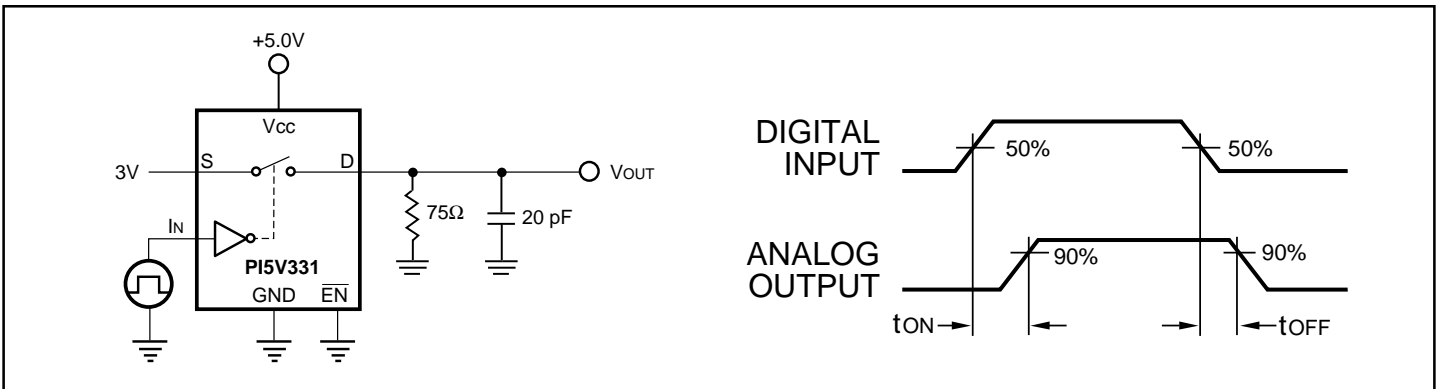 +5.0V
VCC
S
D
3V
VOUT
75Ω
20 pF
IN
PI5V331
GND
EN
DIGITAL
INPUT
50%
50%
ANALOG
OUTPUT
90%
90%
tON
tOFF